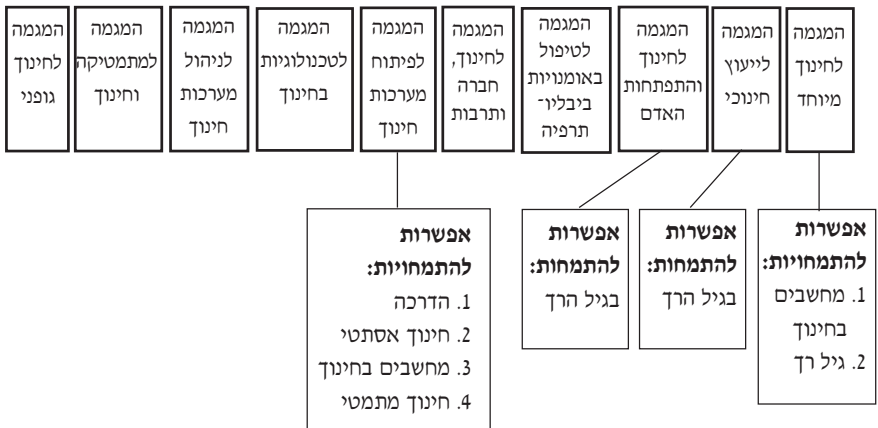 המגמה
לחינוך
מיוחד
המגמה
לייעוץ
חינוכי
המגמה
לחינוך
והתפתחות
האדם
המגמה
לטיפול
באומנויות
ביבליו־
תרפיה
המגמה
לחינוך,
חברה
ותרבות
המגמה
לפיתוח
מערכות
חינוך
המגמה
לטכנולוגיות
בחינוך
המגמה
לניהול
מערכות
חינוך
המגמה
למתמטיקה
וחינוך
המגמה
לחינוך
גופני
אפשרות
להתמחויות:
1. מחשבים
בחינוך
2. גיל רך
אפשרות
להתמחות:
בגיל הרך
אפשרות
להתמחות:
בגיל הרך
אפשרות
להתמחויות:
1. הדרכה
2. חינוך אסתטי
3. מחשבים בחינוך
4. חינוך מתמטי